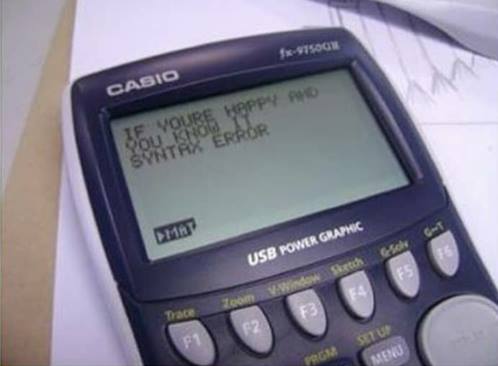 fx-9750GII
CASIO
IF YOURE HAPPY AND
YOU KNOW IT
SYNTAX ERROR
▶MAT
USB POWER GRAPHIC
Trace Zoom V-Window Sketch G-Solv G↔T
F1 F2 F3 F4 F5 F6
PRGM SET UP
MENU